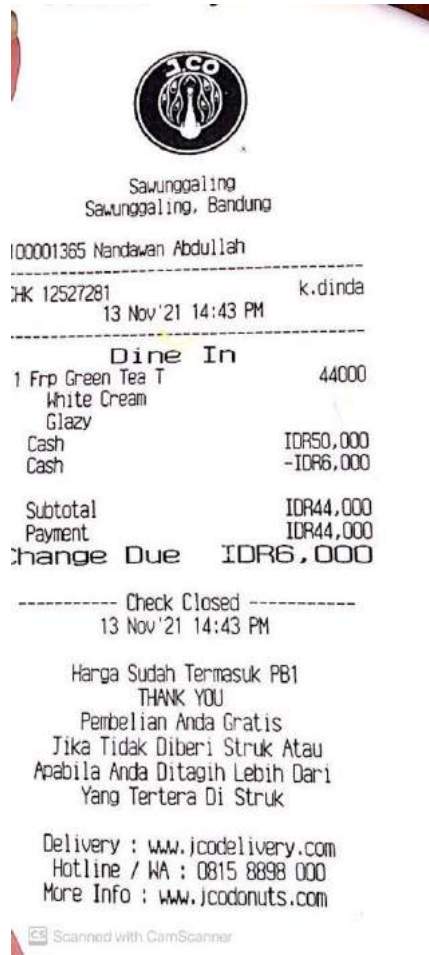 J.CO
Sawunggaling
Sawunggaling, Bandung
100001365 Nandawan Abdullah
CHK 12527281 k.dinda
13 Nov'21 14:43 PM
Dine In
1 Frp Green Tea T 44000
White Cream
Glazy
Cash IDR50,000
Cash -IDR6,000
Subtotal IDR44,000
Payment IDR44,000
Change Due IDR6,000
---------- Check Closed -----------
13 Nov'21 14:43 PM
Harga Sudah Termasuk PB1
THANK YOU
Pembelian Anda Gratis
Jika Tidak Diberi Struk Atau
Apabila Anda Ditagih Lebih Dari
Yang Tertera Di Struk
Delivery : www.jcodelivery.com
Hotline / WA : 0815 8898 000
More Info : www.jcodonuts.com
CS Scanned with CamScanner